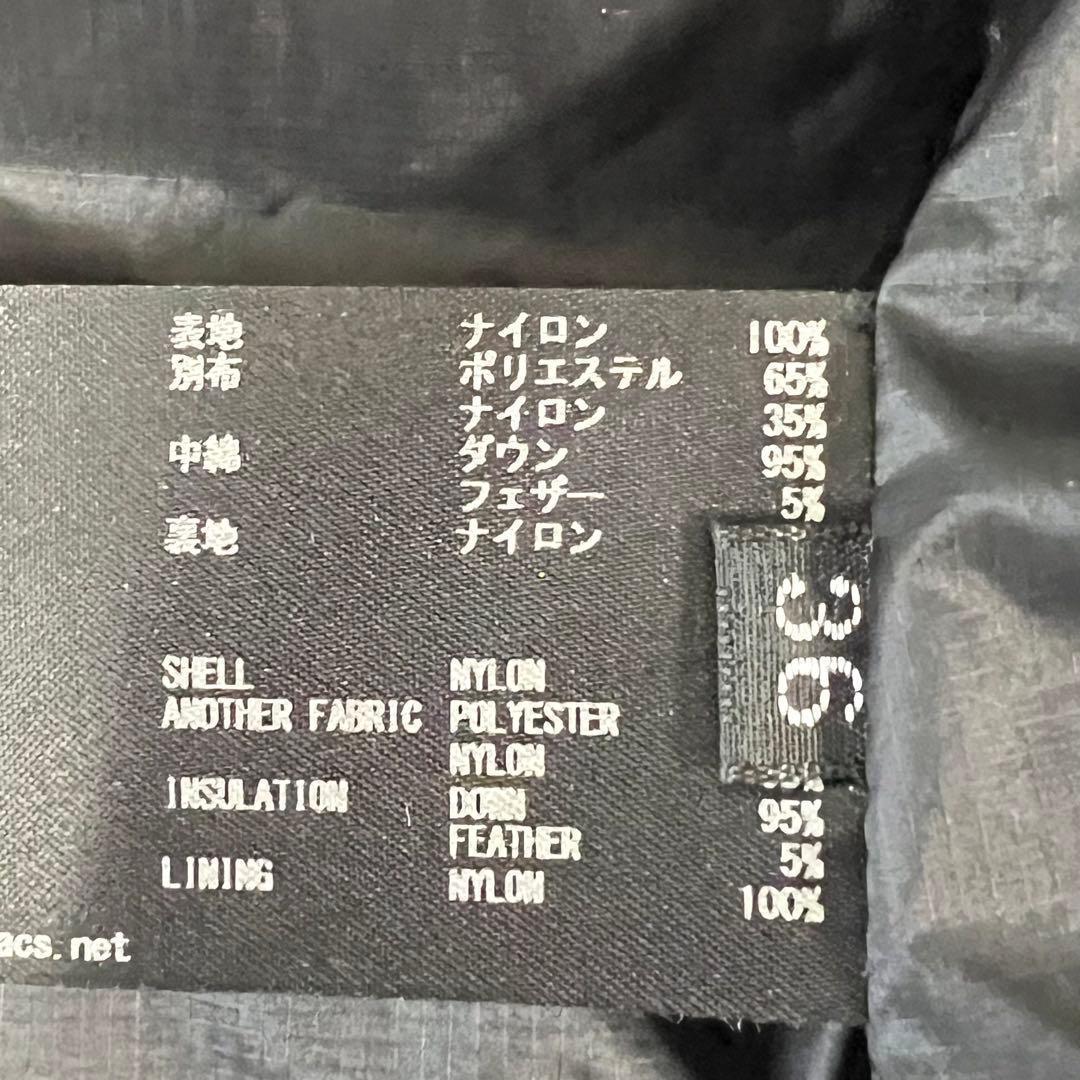 表地 ナイロン 100%
別布 ポリエステル 65%
ナイロン 35%
中綿 ダウン 95%
フェザー 5%
裏地 ナイロン
36
SHELL NYLON
ANOTHER FABRIC POLYESTER
NYLON
INSULATION DOWN 95%
FEATHER 5%
LINING NYLON 100%
acs.net